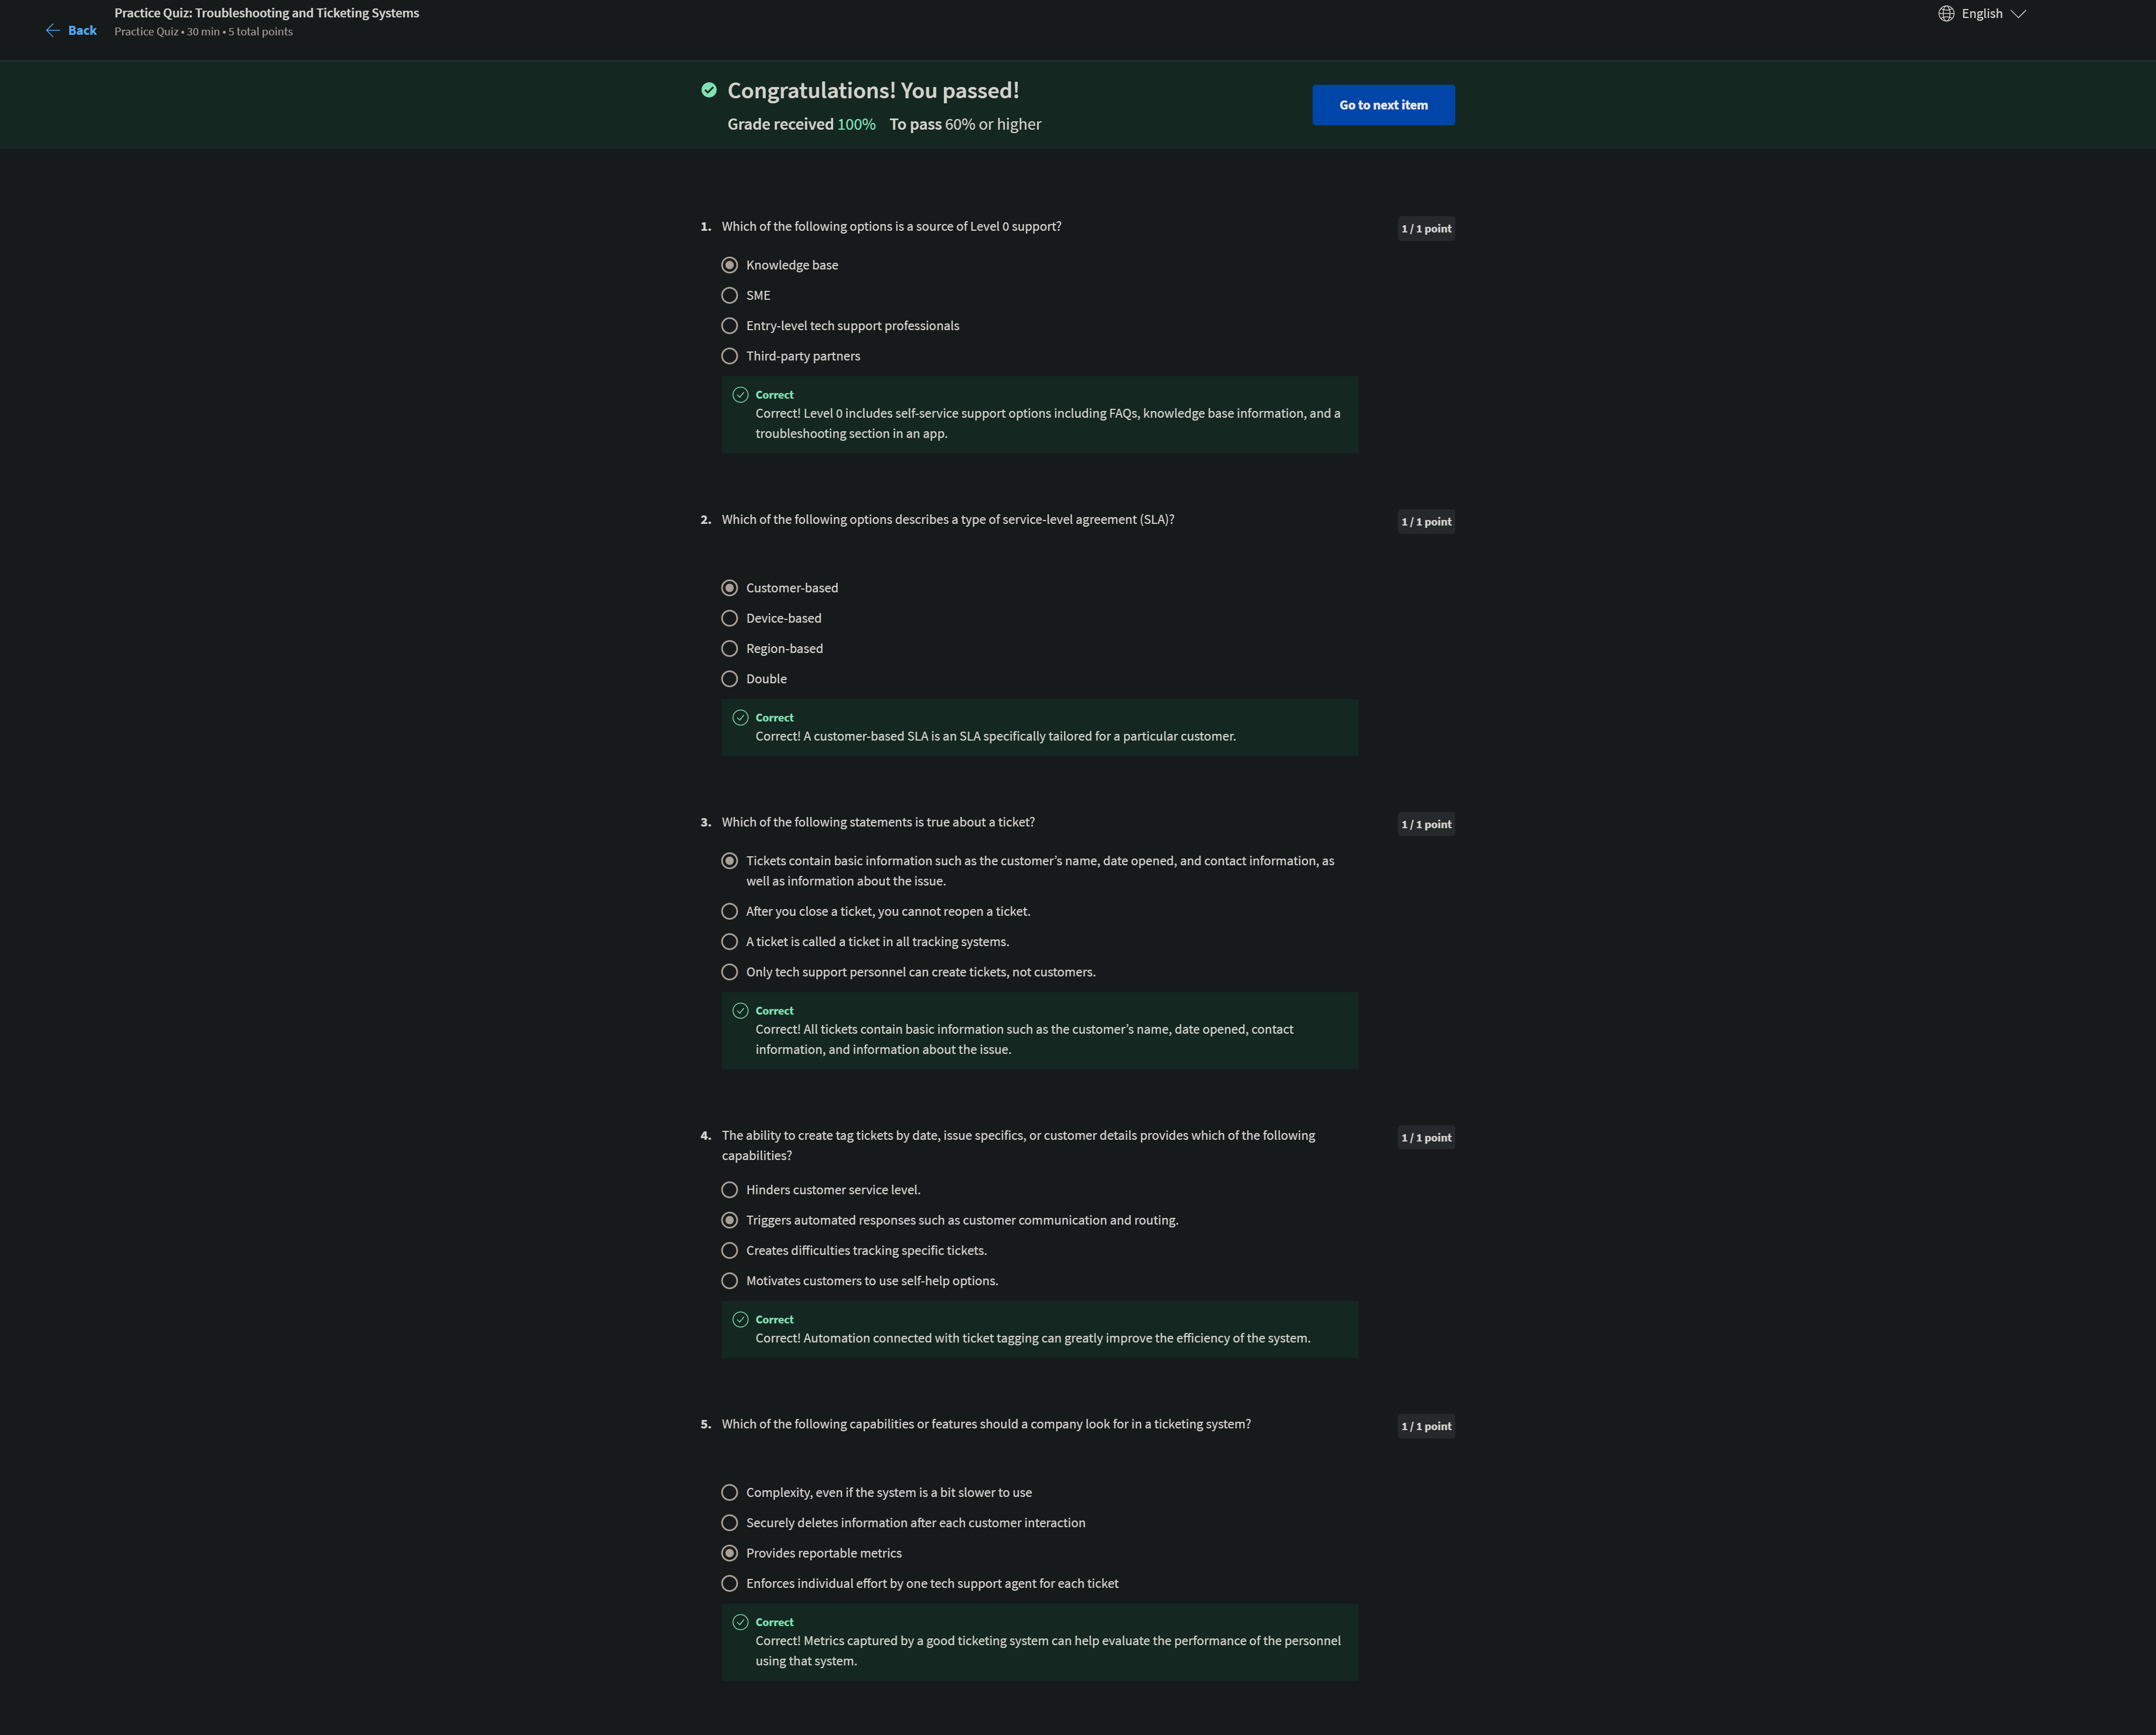 Back
Practice Quiz: Troubleshooting and Ticketing Systems
Practice Quiz • 30 min • 5 total points
English
Congratulations! You passed!
Grade received 100% To pass 60% or higher
Go to next item
1. Which of the following options is a source of Level 0 support?
1 / 1 point
Knowledge base
SME
Entry-level tech support professionals
Third-party partners
Correct
Correct! Level 0 includes self-service support options including FAQs, knowledge base information, and a
troubleshooting section in an app.
2. Which of the following options describes a type of service-level agreement (SLA)?
1 / 1 point
Customer-based
Device-based
Region-based
Double
Correct
Correct! A customer-based SLA is an SLA specifically tailored for a particular customer.
3. Which of the following statements is true about a ticket?
1 / 1 point
Tickets contain basic information such as the customer’s name, date opened, and contact information, as
well as information about the issue.
After you close a ticket, you cannot reopen a ticket.
A ticket is called a ticket in all tracking systems.
Only tech support personnel can create tickets, not customers.
Correct
Correct! All tickets contain basic information such as the customer’s name, date opened, contact
information, and information about the issue.
4. The ability to create tag tickets by date, issue specifics, or customer details provides which of the following
capabilities?
1 / 1 point
Hinders customer service level.
Triggers automated responses such as customer communication and routing.
Creates difficulties tracking specific tickets.
Motivates customers to use self-help options.
Correct
Correct! Automation connected with ticket tagging can greatly improve the efficiency of the system.
5. Which of the following capabilities or features should a company look for in a ticketing system?
1 / 1 point
Complexity, even if the system is a bit slower to use
Securely deletes information after each customer interaction
Provides reportable metrics
Enforces individual effort by one tech support agent for each ticket
Correct
Correct! Metrics captured by a good ticketing system can help evaluate the performance of the personnel
using that system.